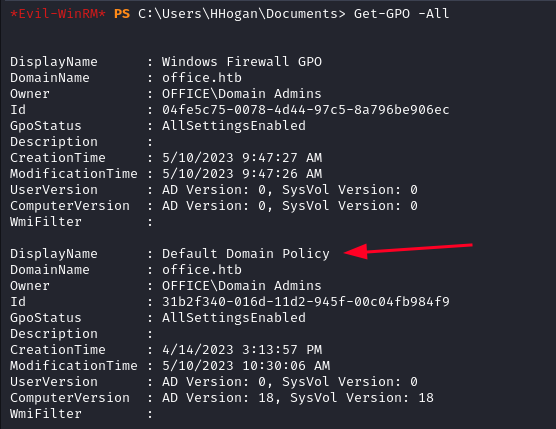 *Evil-WinRM* PS C:\Users\HHogan\Documents> Get-GPO -All
DisplayName      : Windows Firewall GPO
DomainName       : office.htb
Owner            : OFFICE\Domain Admins
Id               : 04fe5c75-0078-4d44-97c5-8a796be906ec
GpoStatus        : AllSettingsEnabled
Description      :
CreationTime     : 5/10/2023 9:47:27 AM
ModificationTime : 5/10/2023 9:47:26 AM
UserVersion      : AD Version: 0, SysVol Version: 0
ComputerVersion  : AD Version: 0, SysVol Version: 0
WmiFilter        :
DisplayName      : Default Domain Policy
DomainName       : office.htb
Owner            : OFFICE\Domain Admins
Id               : 31b2f340-016d-11d2-945f-00c04fb984f9
GpoStatus        : AllSettingsEnabled
Description      :
CreationTime     : 4/14/2023 3:13:57 PM
ModificationTime : 5/10/2023 10:30:06 AM
UserVersion      : AD Version: 0, SysVol Version: 0
ComputerVersion  : AD Version: 18, SysVol Version: 18
WmiFilter        :